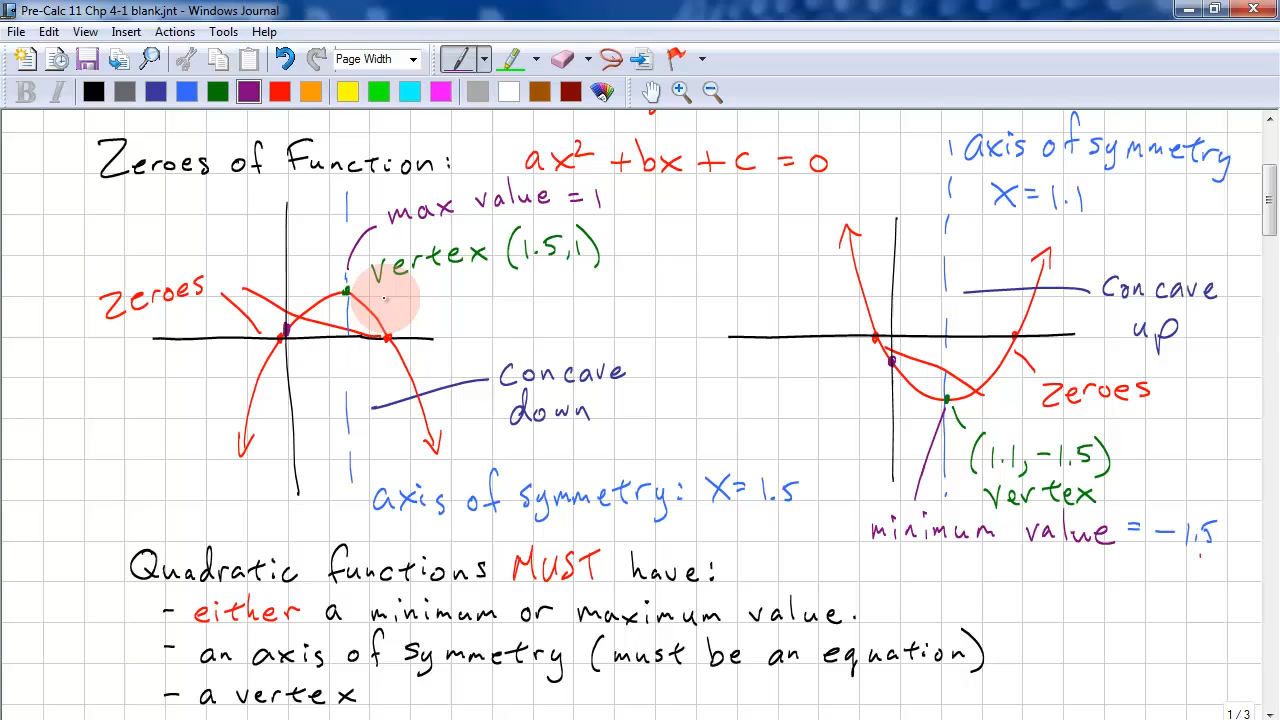 Pre-Calc 11 Chp 4-1 blank.jnt - Windows Journal
File Edit View Insert Actions Tools Help
Page Width
B I
Zeroes of Function: ax² + bx + c = 0
axis of symmetry
x = 1.1
max value = 1
vertex (1.5, 1)
zeroes
concave
down
axis of symmetry: x = 1.5
concave
up
zeroes
(1.1, -1.5)
vertex
minimum value = -1.5
Quadratic functions MUST have:
- either a minimum or maximum value.
- an axis of symmetry (must be an equation)
- a vertex
1/3